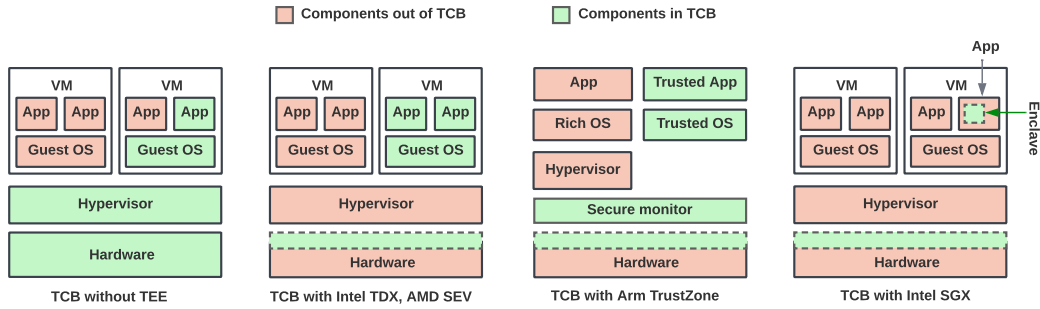 Components out of TCB
Components in TCB
VM
App
App
Guest OS
VM
App
App
Guest OS
Hypervisor
Hardware
TCB without TEE
VM
App
App
Guest OS
VM
App
App
Guest OS
Hypervisor
Hardware
TCB with Intel TDX, AMD SEV
App
Trusted App
Rich OS
Trusted OS
Hypervisor
Secure monitor
Hardware
TCB with Arm TrustZone
App
VM
App
App
Guest OS
VM
App
Guest OS
Enclave
Hypervisor
Hardware
TCB with Intel SGX